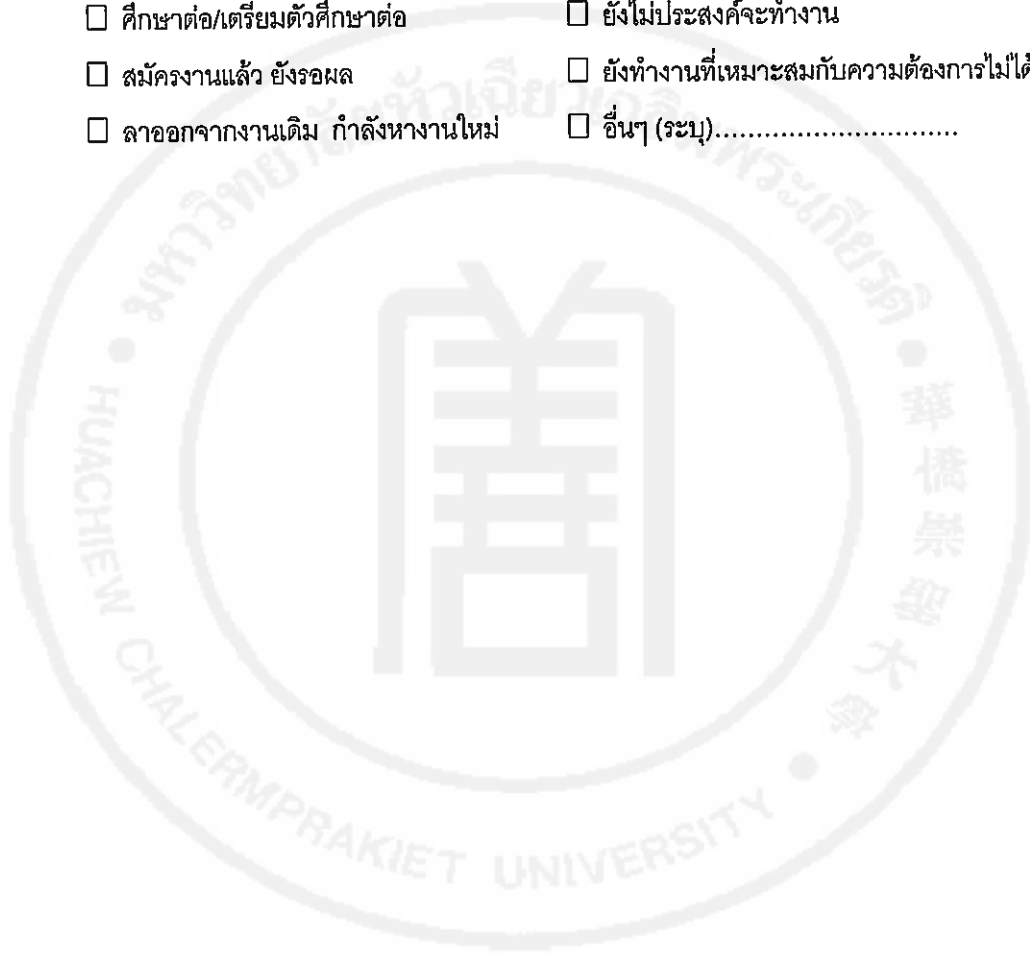 ☐ ศึกษาต่อ/เตรียมตัวศึกษาต่อ ☐ ยังไม่ประสงค์จะทำงาน
☐ สมัครงานแล้ว ยังรอผล ☐ ยังทำงานที่เหมาะสมกับความต้องการไม่ได้
☐ ลาออกจากงานเดิม กำลังหางานใหม่ ☐ อื่นๆ (ระบุ)..............................
มหาวิทยาลัยหัวเฉียวเฉลิมพระเกียรติ
華僑崇聖大學
HUACHIEW CHALERMPRAKIET UNIVERSITY